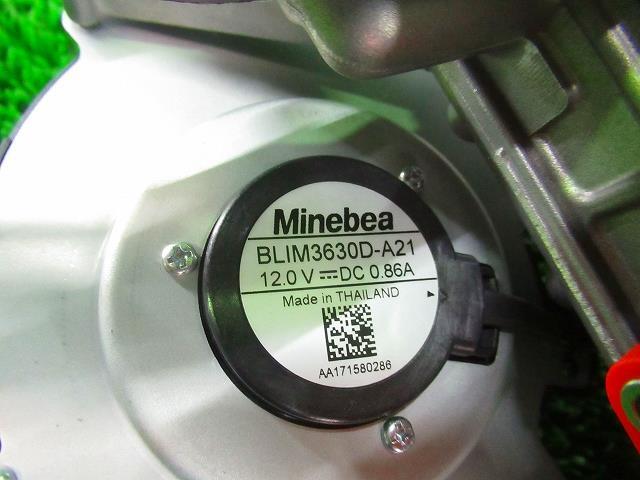 Minebea
BLIM3630D-A21
12.0 V ⎓DC 0.86A
Made in THAILAND
AA171580286